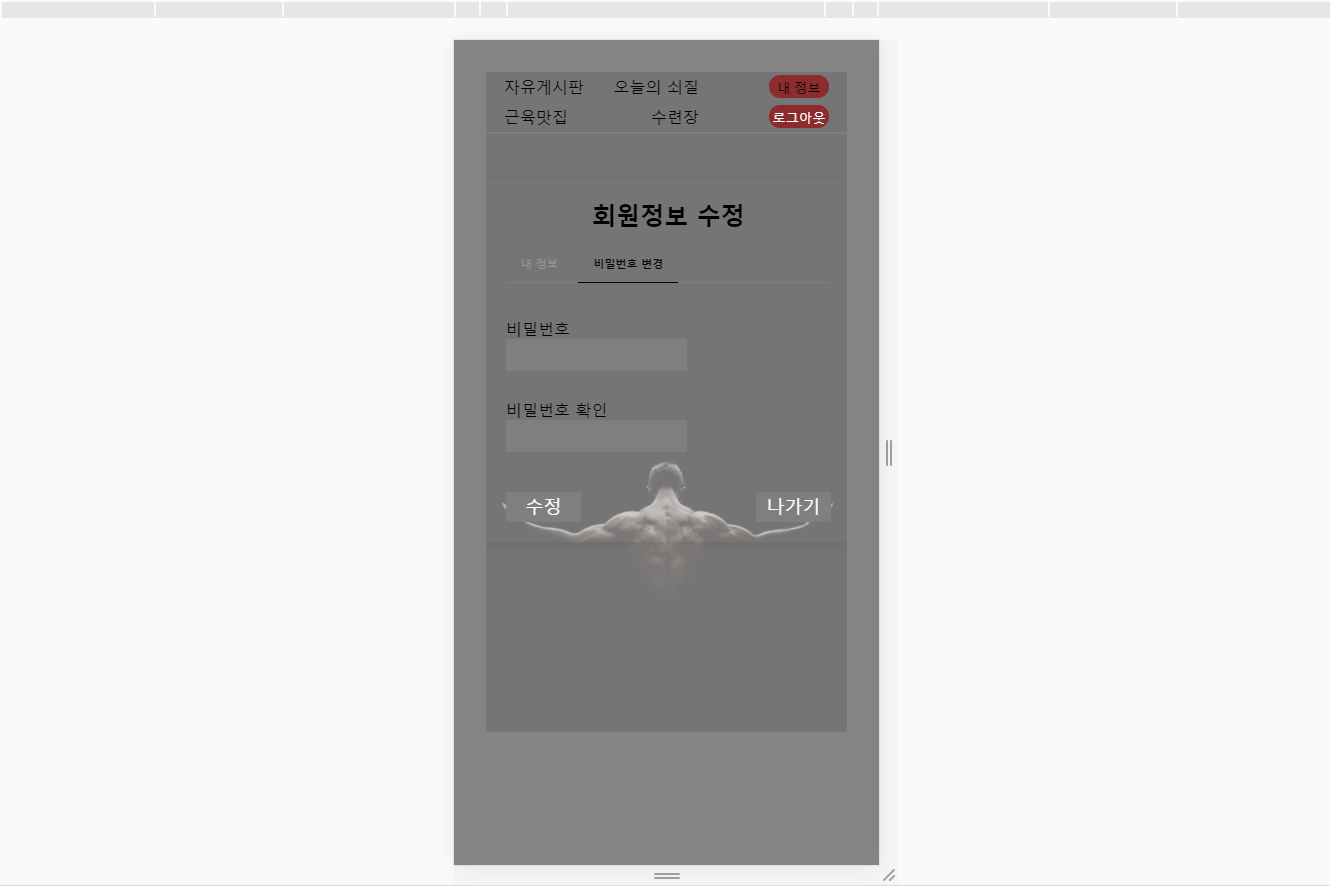 자유게시판 오늘의 쇠질 내 정보
근육맛집 수련장 로그아웃
회원정보 수정
내 정보 비밀번호 변경
비밀번호
비밀번호 확인
수정 나가기